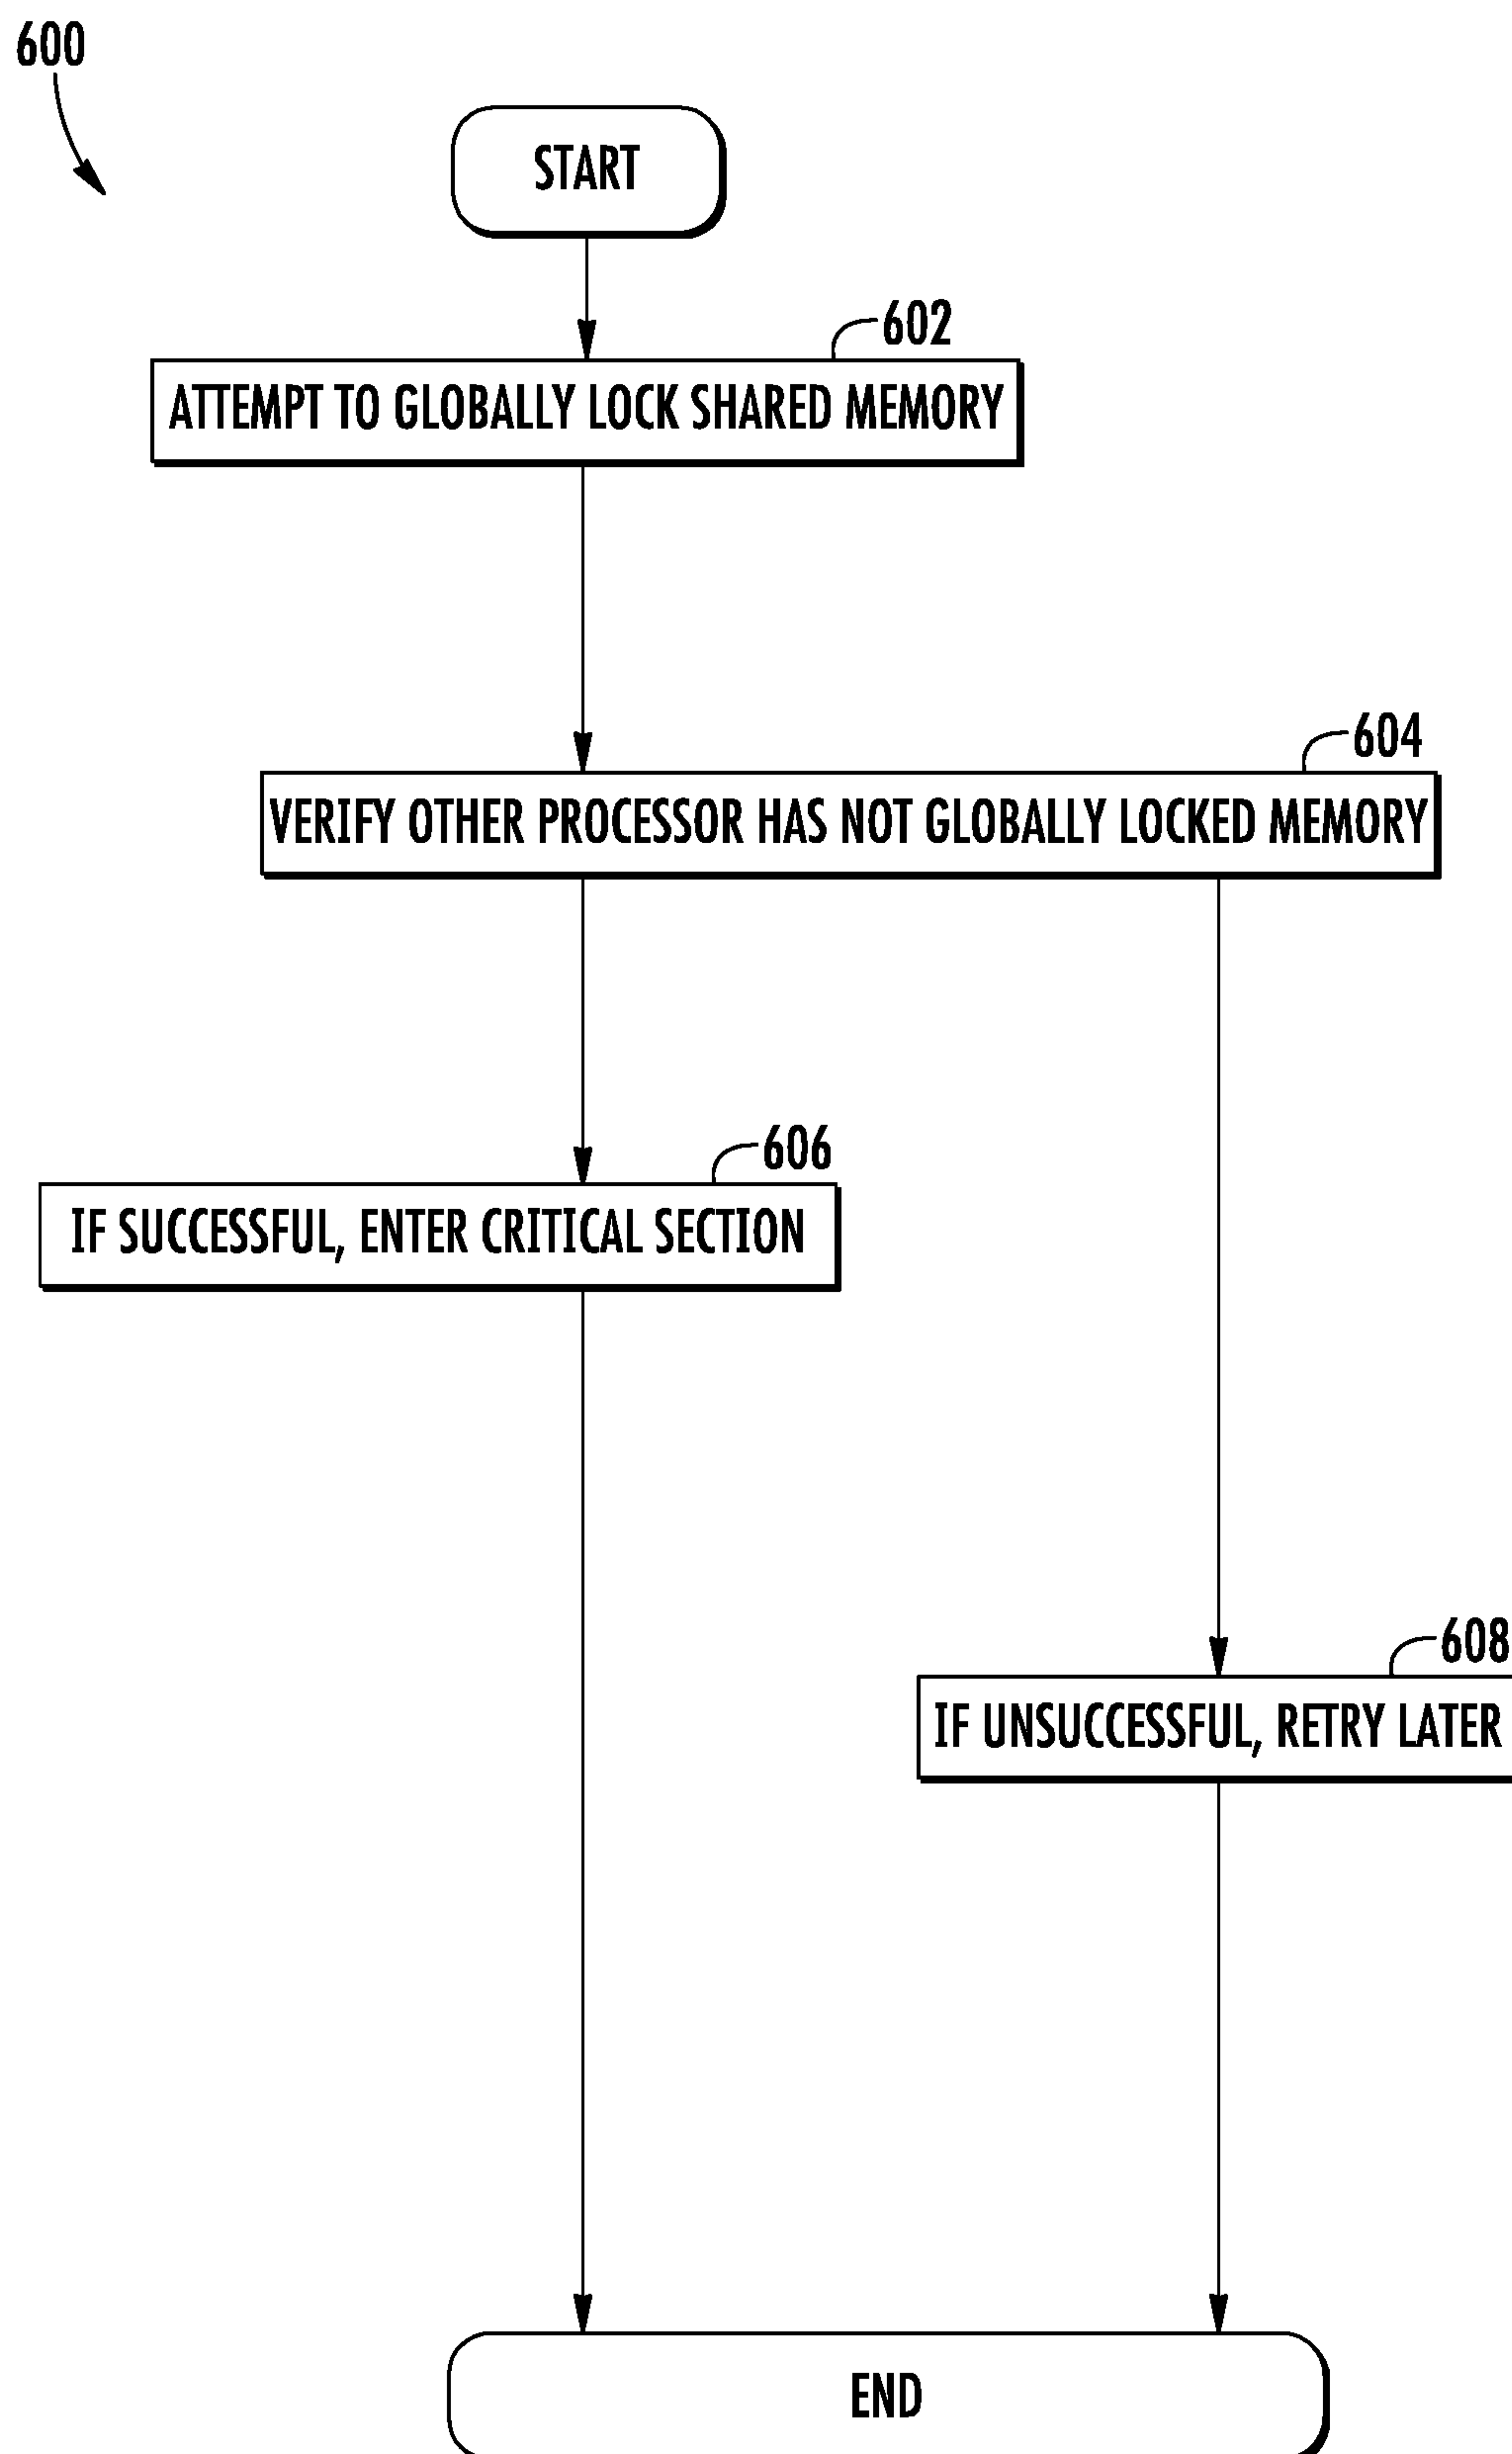 600
START
602
ATTEMPT TO GLOBALLY LOCK SHARED MEMORY
604
VERIFY OTHER PROCESSOR HAS NOT GLOBALLY LOCKED MEMORY
606
IF SUCCESSFUL, ENTER CRITICAL SECTION
608
IF UNSUCCESSFUL, RETRY LATER
END